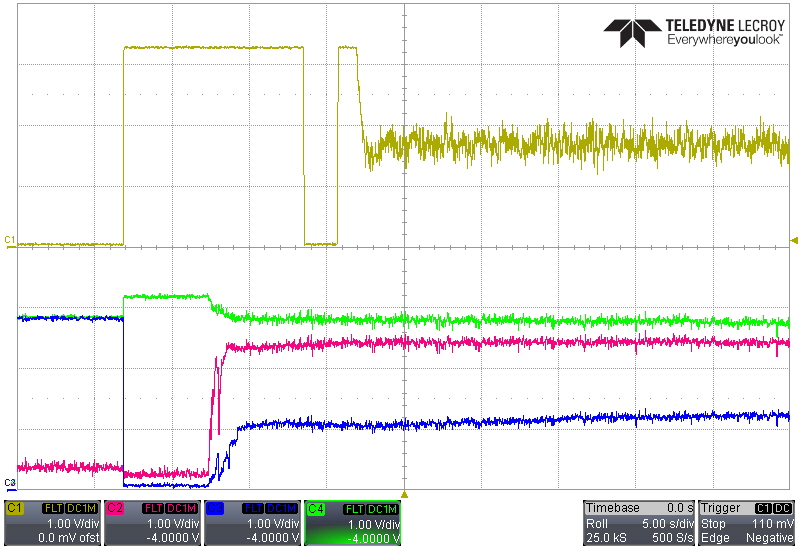 TELEDYNE LECROY
Everywhereyoulook™
C1
C1 FLT DC1M
1.00 V/div
0.0 mV ofst
C2 FLT DC1M
1.00 V/div
-4.0000 V
FLT DC1M
1.00 V/div
-4.0000 V
C4 FLT DC1M
1.00 V/div
-4.0000 V
Timebase 0.0 s
Roll 5.00 s/div
25.0 kS 500 S/s
Trigger C1 DC
Stop 110 mV
Edge Negative